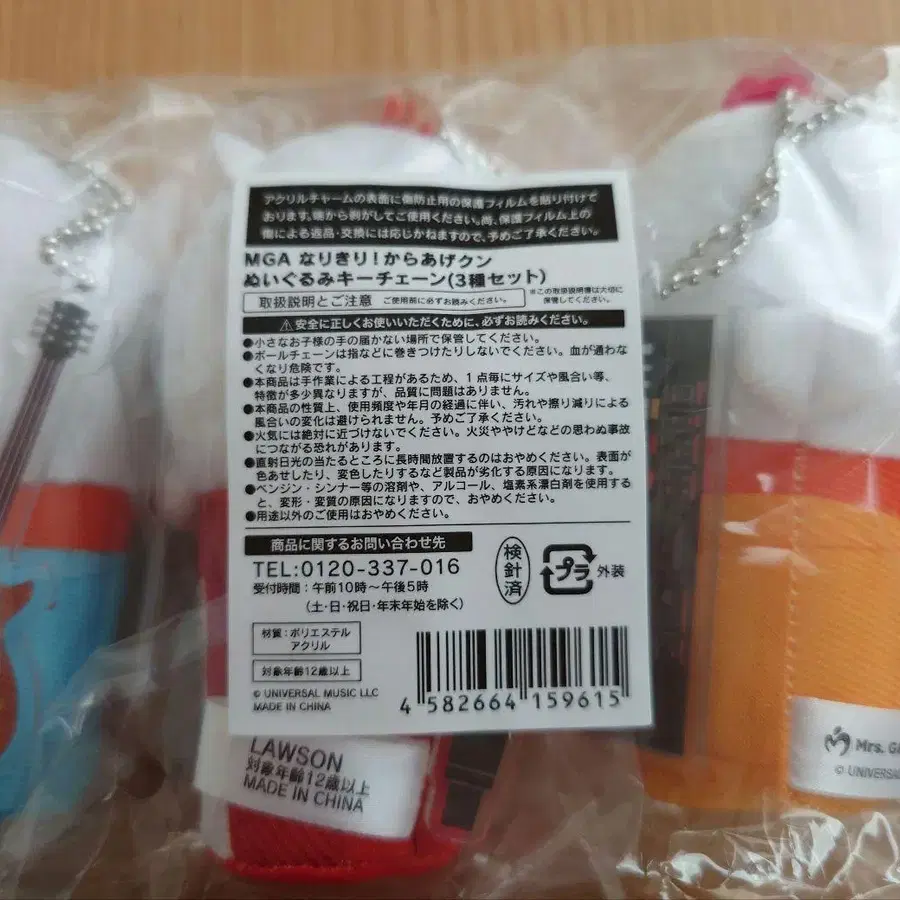 アクリルチャームの表面に傷防止用の保護フィルムを貼り付けて
おります。端から剥がしてご使用ください。尚、保護フィルム上の
傷による返品・交換には応じかねますので、予めご了承ください。
MGA なりきり!からあげクン
ぬいぐるみキーチェーン(3種セット)
取扱説明とご注意 ご使用前に必ずお読みください。
※この取扱説明書は大切に
保管してください。
⚠安全に正しくお使いいただくために、必ずお読みください。
●小さなお子様の手の届かない場所で保管してください。
●ボールチェーンは指などに巻きつけたりしないでください。血が通わな
くなり危険です。
●本商品は手作業による工程があるため、1点毎にサイズや風合い等、
特徴が多少異なりますが、品質に問題はありません。
●本商品の性質上、使用頻度や年月の経過に伴い、汚れや擦り減りによる
風合いの変化は避けられません。予めご了承ください。
●火気には絶対に近づけないでください。火災ややけどなどの思わぬ事故
につながる恐れがあります。
●直射日光の当たるところに長時間放置するのはおやめください。表面が
色あせしたり、変色したりするなど製品が劣化する原因になります。
●ベンジン・シンナー等の溶剤や、アルコール、塩素系漂白剤を使用する
と、変形・変質の原因になりますので、おやめください。
●用途以外のご使用はおやめください。
商品に関するお問い合わせ先
TEL:0120-337-016
受付時間:午前10時～午後5時
(土・日・祝日・年末年始を除く)
検針済
プラ 外装
材質:ポリエステル
アクリル
対象年齢12歳以上
© UNIVERSAL MUSIC LLC
MADE IN CHINA
4 582664 159615
LAWSON
対象年齢12歳以上
MADE IN CHINA
Mrs.
© UNIVERSA